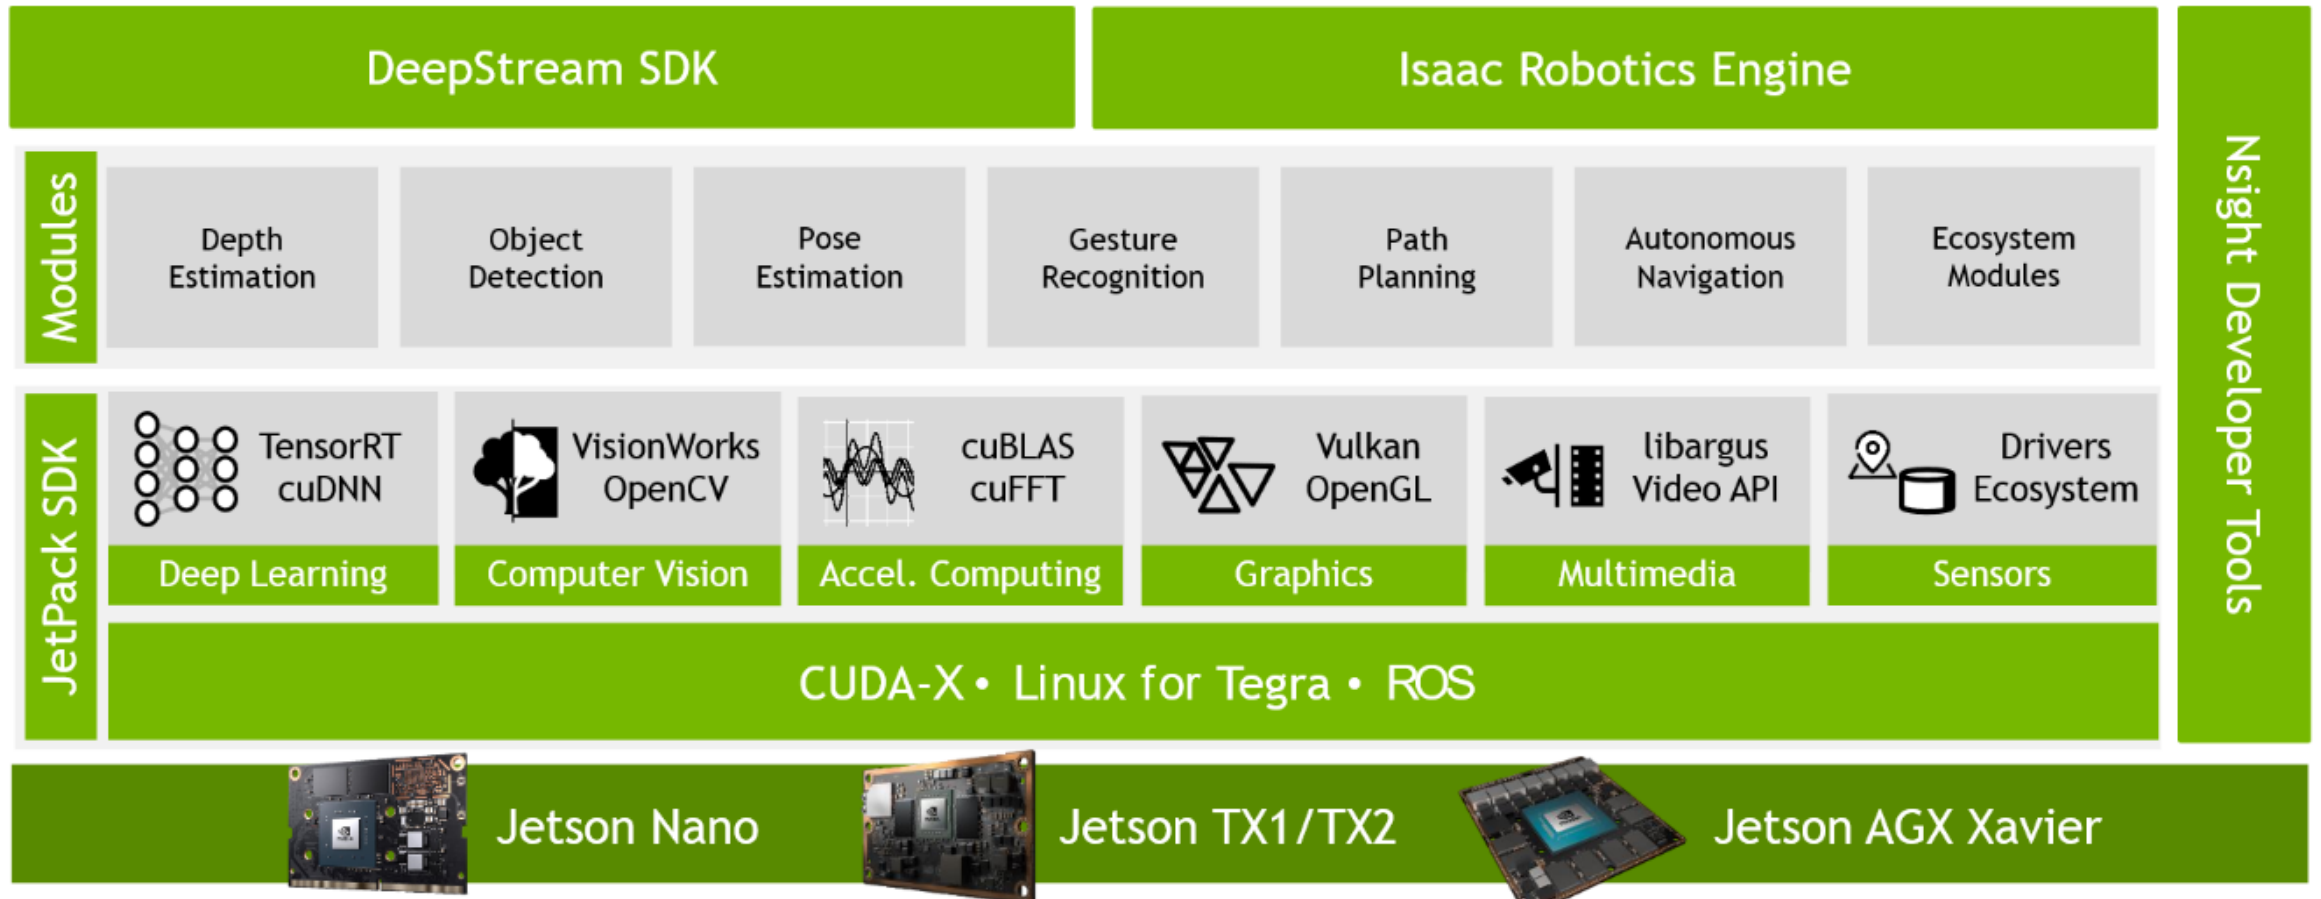 DeepStream SDK
Isaac Robotics Engine
Nsight Developer Tools
Modules
Depth
Estimation
Object
Detection
Pose
Estimation
Gesture
Recognition
Path
Planning
Autonomous
Navigation
Ecosystem
Modules
JetPack SDK
TensorRT
cuDNN
Deep Learning
VisionWorks
OpenCV
Computer Vision
cuBLAS
cuFFT
Accel. Computing
Vulkan
OpenGL
Graphics
libargus
Video API
Multimedia
Drivers
Ecosystem
Sensors
CUDA-X • Linux for Tegra • ROS
Jetson Nano
Jetson TX1/TX2
Jetson AGX Xavier